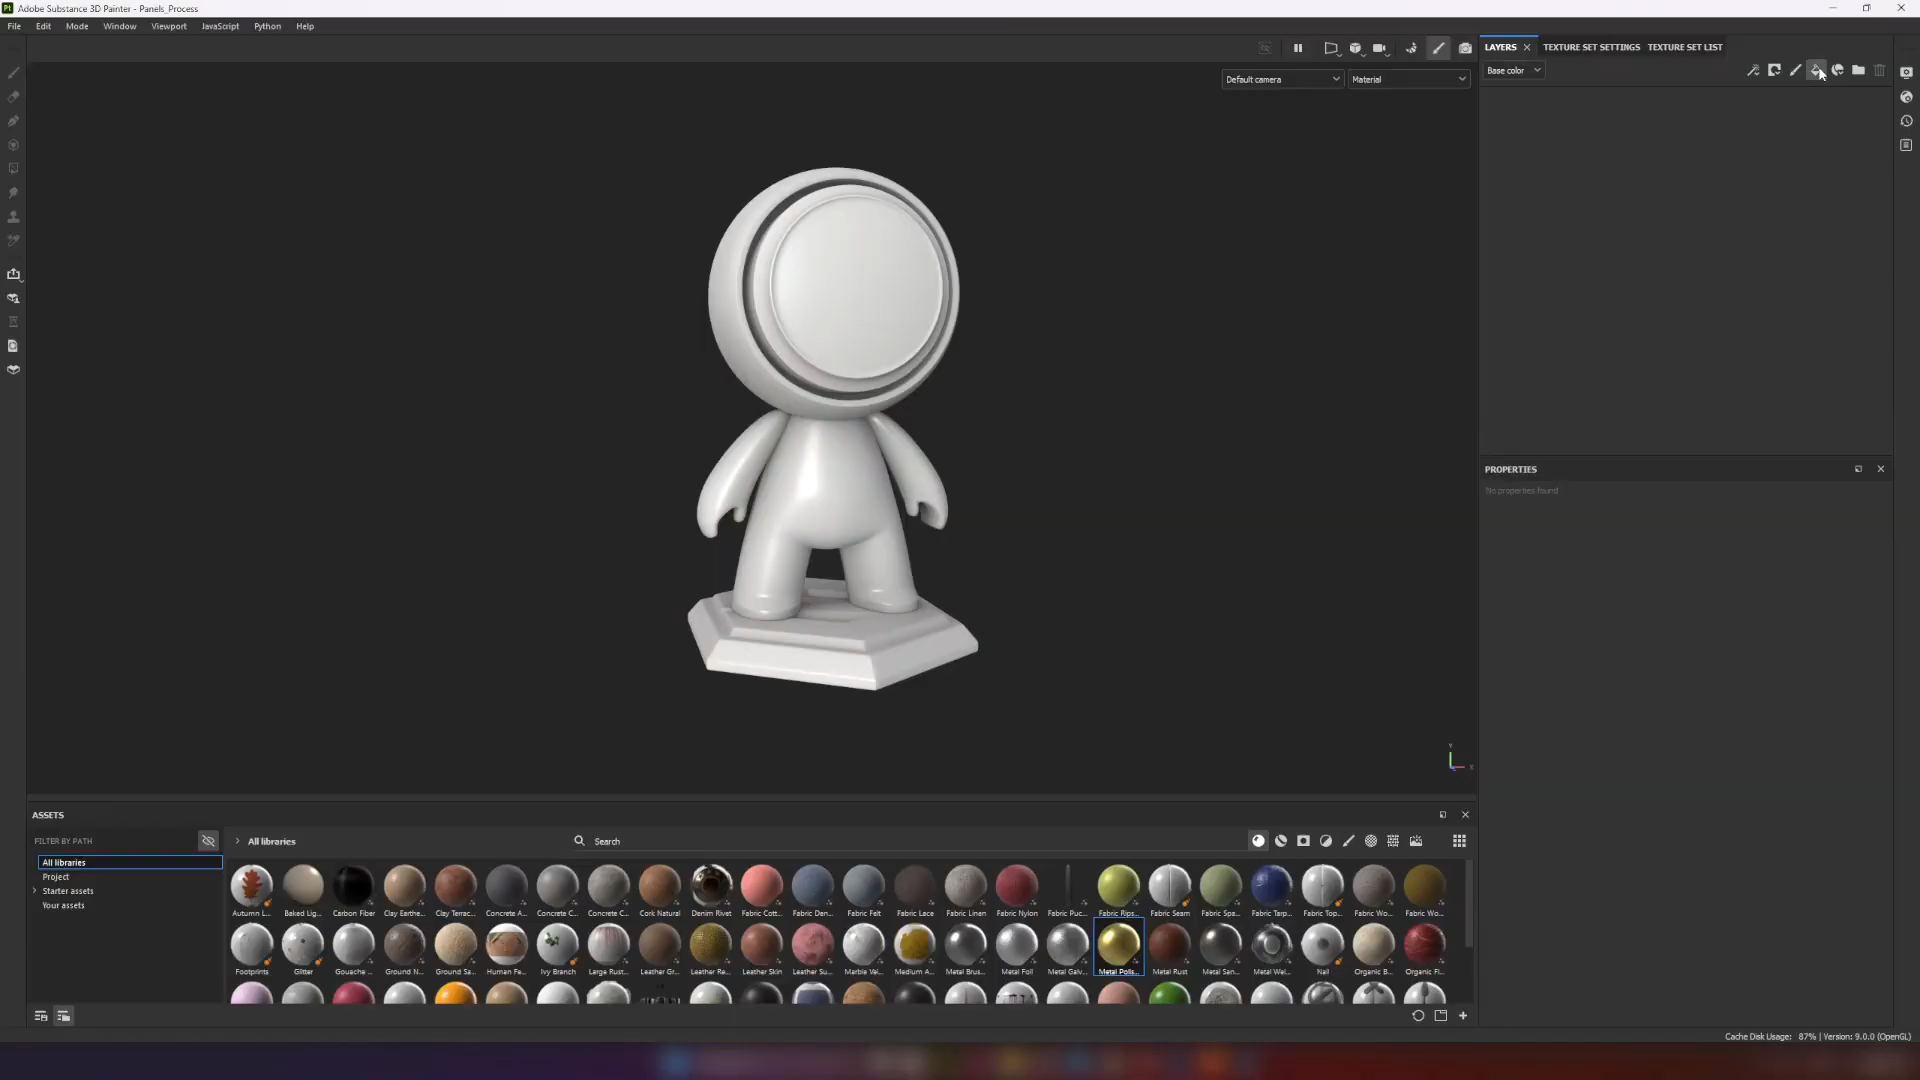 Adobe Substance 3D Painter - Panels_Process
File Edit Mode Window Viewport JavaScript Python Help
LAYERS TEXTURE SET SETTINGS TEXTURE SET LIST
Base color
Default camera Material
PROPERTIES
No properties found
Y
X
ASSETS
FILTER BY PATH
All libraries
Search
All libraries
Project
Starter assets
Your assets
Autumn L... Baked Lig... Carbon Fiber Clay Earthe... Clay Terrac... Concrete A... Concrete C... Concrete C... Cork Natural Denim Rivet Fabric Cott... Fabric Den... Fabric Felt Fabric Lace Fabric Linen Fabric Nylon Fabric Puc... Fabric Rips... Fabric Seam Fabric Spa... Fabric Tarp... Fabric Top... Fabric Wo... Fabric Wo...
Footprints Glitter Gouache ... Ground N... Ground Sa... Human Fe... Ivy Branch Large Rust... Leather Gr... Leather Re... Leather Skin Leather Su... Marble Vei... Medium A... Metal Brus... Metal Foil Metal Galv... Metal Polis... Metal Rust Metal San... Metal Wel... Nail Organic B... Organic Fl...
Cache Disk Usage: 87% | Version: 9.0.0 (OpenGL)